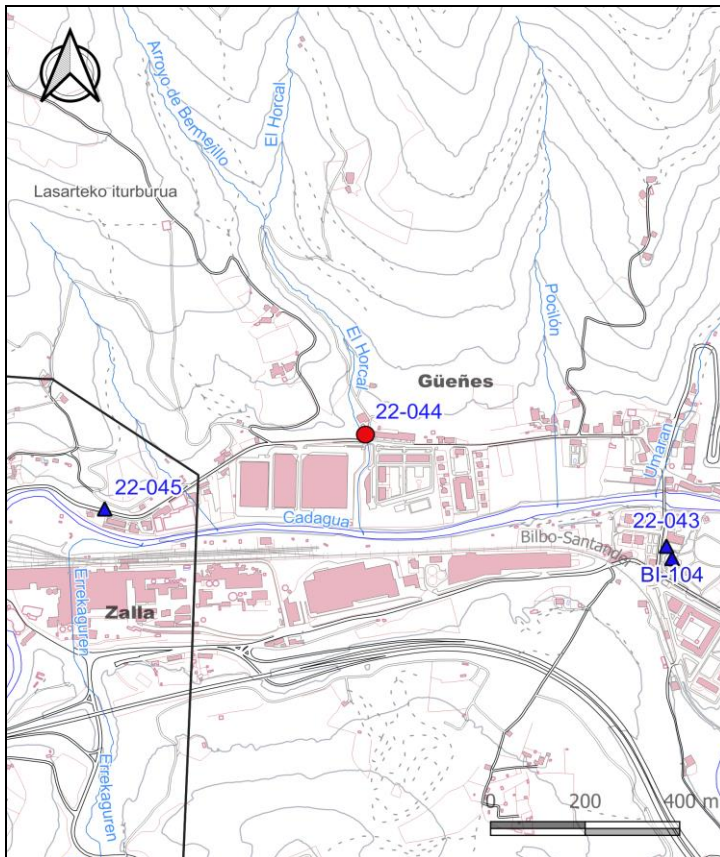 Arroyo de Bermejillo
El Horcal
Lasarteko iturburua
El Horcal
Pocilón
Güeñes
22-044
Umaran
22-045
Cadagua
22-043
Bilbo-Santander
BI-104
Errekaguren
Zalla
Errekaguren
0 200 400 m